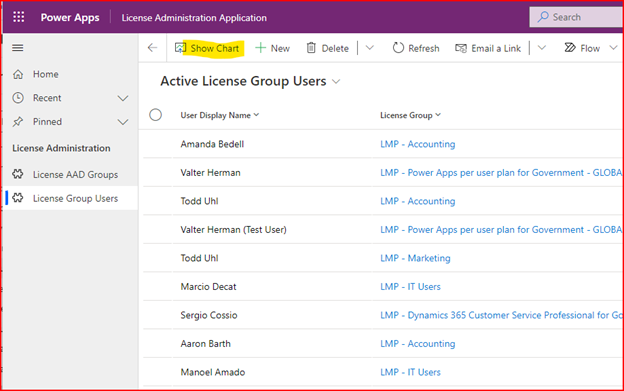 Power Apps License Administration Application Search
Show Chart New Delete Refresh Email a Link Flow
Home
Recent
Pinned
License Administration
License AAD Groups
License Group Users
Active License Group Users
User Display Name License Group
Amanda Bedell LMP - Accounting
Valter Herman LMP - Power Apps per user plan for Government - GLOBA
Todd Uhl LMP - Accounting
Valter Herman (Test User) LMP - Power Apps per user plan for Government - GLOBA
Todd Uhl LMP - Marketing
Marcio Decat LMP - IT Users
Sergio Cossio LMP - Dynamics 365 Customer Service Professional for Go
Aaron Barth LMP - Accounting
Manoel Amado LMP - IT Users